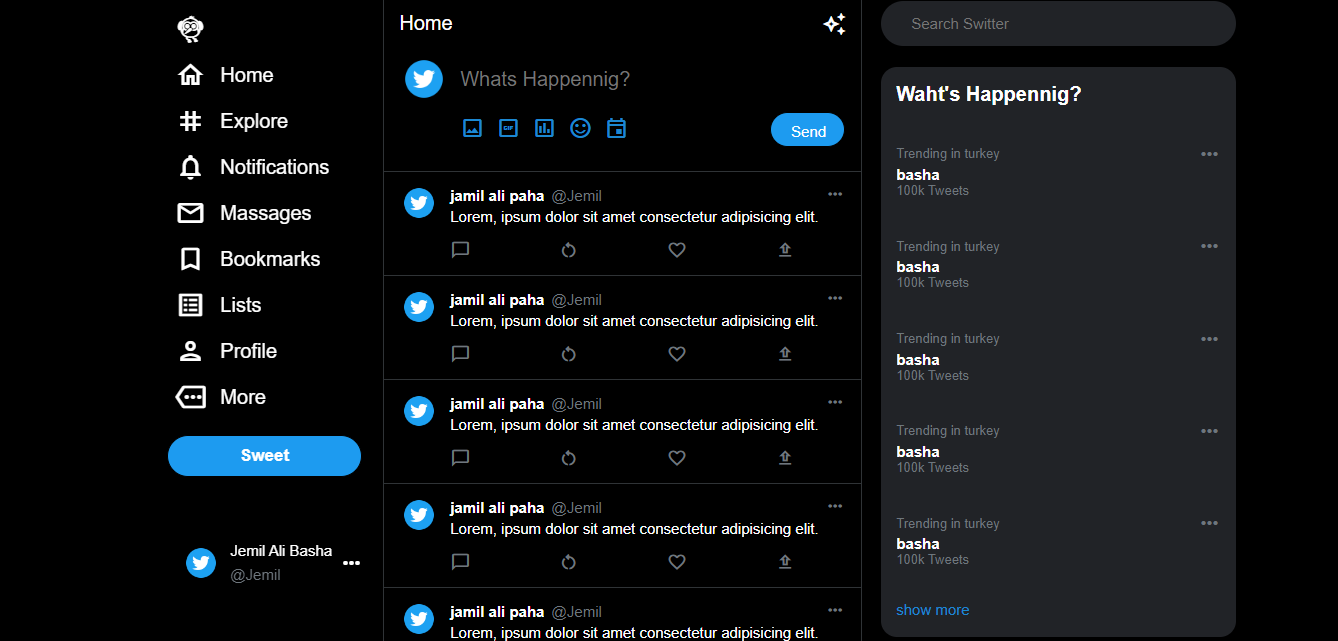 Home
Explore
Notifications
Massages
Bookmarks
Lists
Profile
More
Sweet
Jemil Ali Basha
@Jemil
Home
Whats Happennig?
GIF
Send
jamil ali paha @Jemil
Lorem, ipsum dolor sit amet consectetur adipisicing elit.
jamil ali paha @Jemil
Lorem, ipsum dolor sit amet consectetur adipisicing elit.
jamil ali paha @Jemil
Lorem, ipsum dolor sit amet consectetur adipisicing elit.
jamil ali paha @Jemil
Lorem, ipsum dolor sit amet consectetur adipisicing elit.
jamil ali paha @Jemil
Lorem, ipsum dolor sit amet consectetur adipisicing elit.
Search Switter
Waht's Happennig?
Trending in turkey
basha
100k Tweets
Trending in turkey
basha
100k Tweets
Trending in turkey
basha
100k Tweets
Trending in turkey
basha
100k Tweets
Trending in turkey
basha
100k Tweets
show more